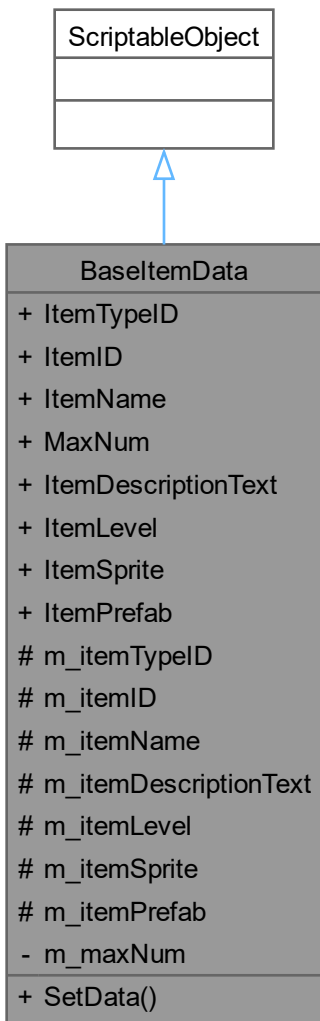 ScriptableObject
BaseItemData
+ ItemTypeID
+ ItemID
+ ItemName
+ MaxNum
+ ItemDescriptionText
+ ItemLevel
+ ItemSprite
+ ItemPrefab
# m_itemTypeID
# m_itemID
# m_itemName
# m_itemDescriptionText
# m_itemLevel
# m_itemSprite
# m_itemPrefab
- m_maxNum
+ SetData()